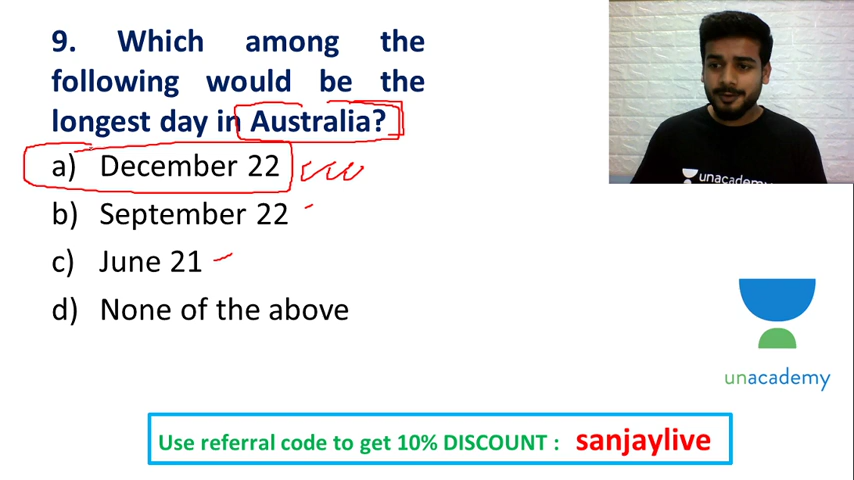 9. Which among the
following would be the
longest day in Australia?
a) December 22
b) September 22
c) June 21
d) None of the above
unacademy
unacademy
Use referral code to get 10% DISCOUNT : sanjaylive